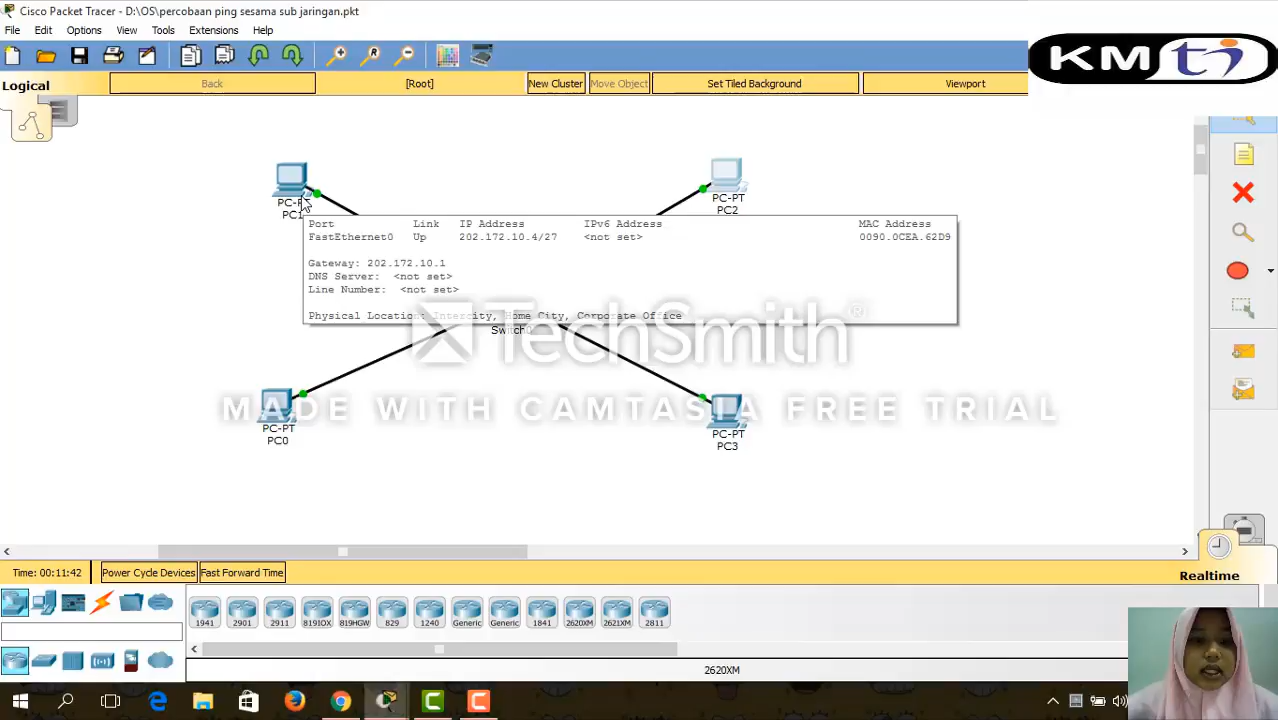 Cisco Packet Tracer - D:\OS\percobaan ping sesama sub jaringan.pkt
File Edit Options View Tools Extensions Help
KMTI
Logical
Back
[Root]
New Cluster
Move Object
Set Tiled Background
Viewport
PC-PT
PC1
PC-PT
PC2
Port Link IP Address IPv6 Address MAC Address
FastEthernet0 Up 202.172.10.4/27 <not set> 0090.0CEA.62D9
Gateway: 202.172.10.1
DNS Server: <not set>
Line Number: <not set>
Physical Location: Intercity, Home City, Corporate Office
Switch0
TechSmith®
MADE WITH CAMTASIA FREE TRIAL
PC-PT
PC0
PC-PT
PC3
Time: 00:11:42
Power Cycle Devices
Fast Forward Time
Realtime
1941 2901 2911 819IOX 819HGW 829 1240 Generic Generic 1841 2620XM 2621XM 2811
2620XM